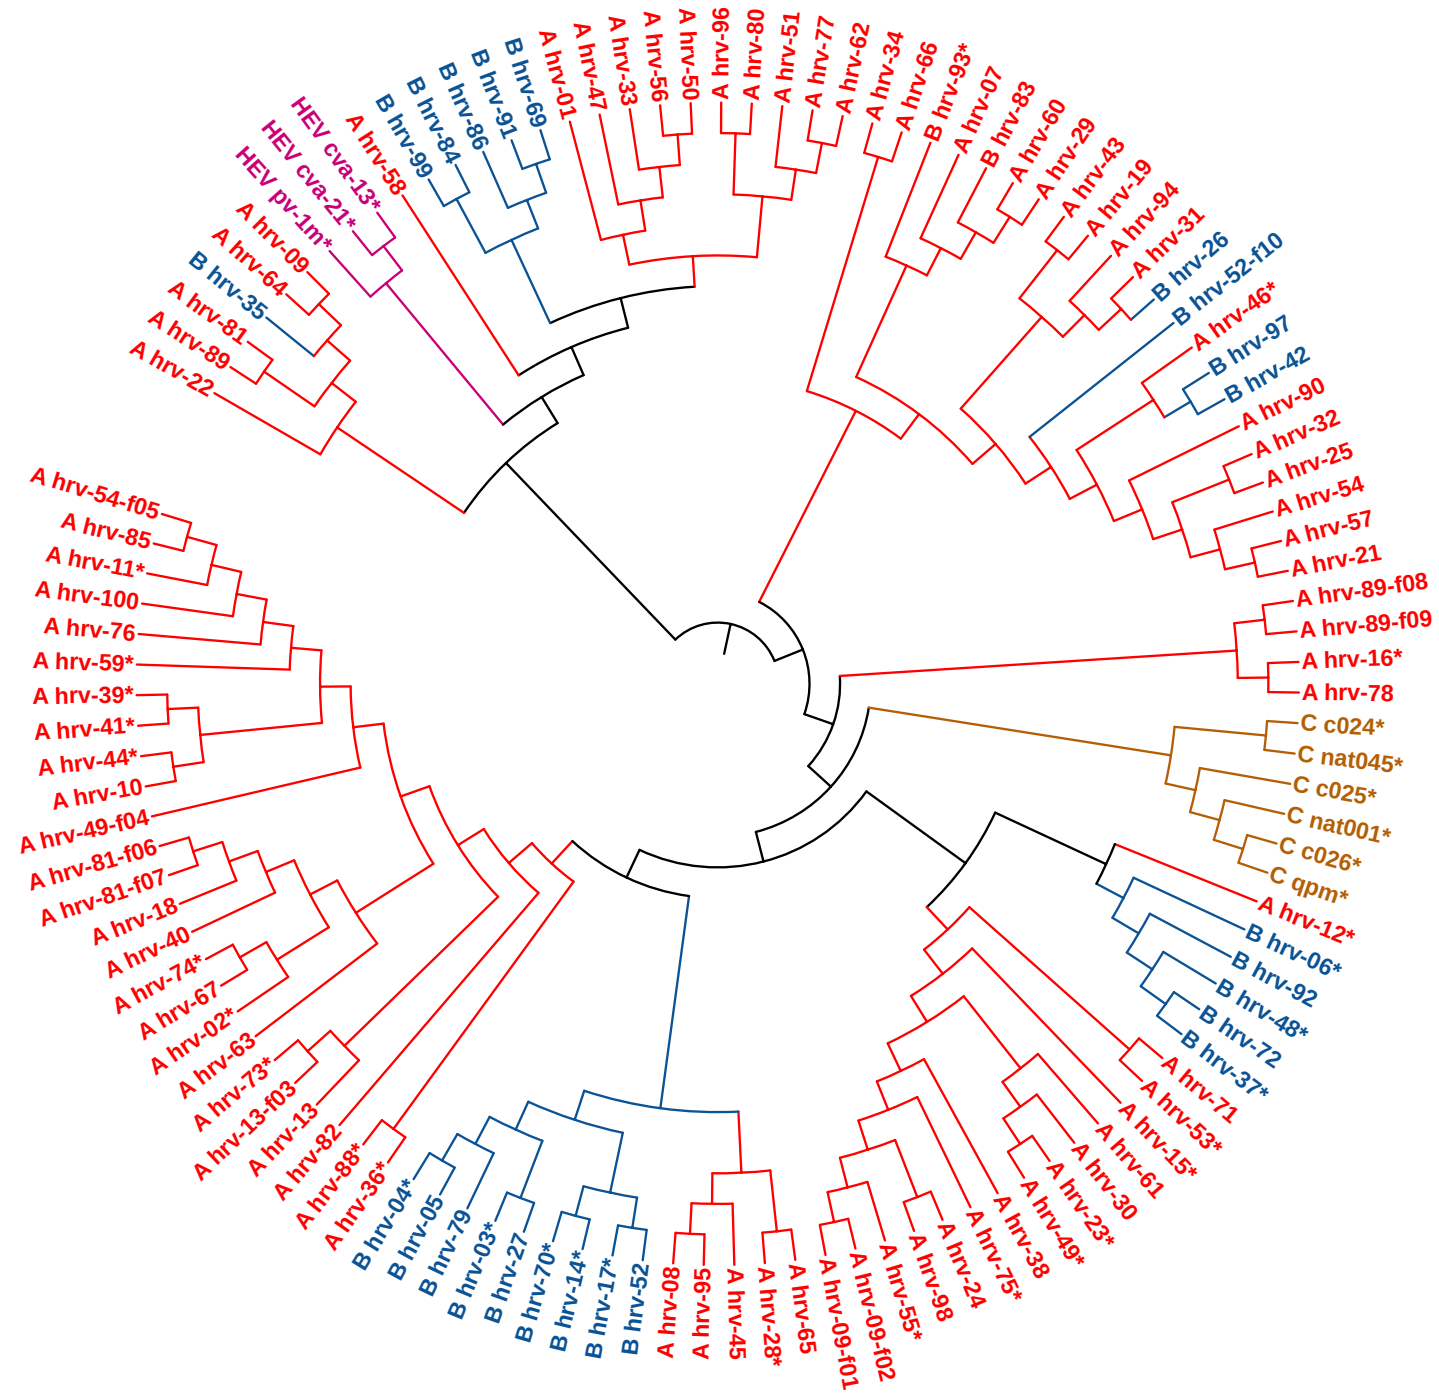 A hrv-01
A hrv-47
A hrv-33
A hrv-56
A hrv-50
A hrv-96
A hrv-80
A hrv-51
A hrv-77
A hrv-62
A hrv-34
A hrv-66
B hrv-93*
A hrv-07
B hrv-83
A hrv-60
A hrv-29
A hrv-43
A hrv-19
A hrv-94
A hrv-31
B hrv-26
B hrv-52-f10
A hrv-46*
B hrv-97
B hrv-42
A hrv-90
A hrv-32
A hrv-25
A hrv-54
A hrv-57
A hrv-21
A hrv-89-f08
A hrv-89-f09
A hrv-16*
A hrv-78
C c024*
C nat045*
C c025*
C nat001*
C c026*
C qpm*
A hrv-12*
B hrv-06*
B hrv-92
B hrv-48*
B hrv-72
B hrv-37*
A hrv-71
A hrv-53*
A hrv-15*
A hrv-61
A hrv-30
A hrv-23*
A hrv-49*
A hrv-38
A hrv-75*
A hrv-24
A hrv-98
A hrv-55*
A hrv-09-f02
A hrv-09-f01
A hrv-65
A hrv-28*
A hrv-45
A hrv-95
A hrv-08
B hrv-52
B hrv-17*
B hrv-14*
B hrv-70*
B hrv-27
B hrv-03*
B hrv-79
B hrv-05
B hrv-04*
A hrv-36*
A hrv-88*
A hrv-82
A hrv-13
A hrv-13-f03
A hrv-73*
A hrv-63
A hrv-02*
A hrv-67
A hrv-74*
A hrv-40
A hrv-18
A hrv-81-f07
A hrv-81-f06
A hrv-49-f04
A hrv-10
A hrv-44*
A hrv-41*
A hrv-39*
A hrv-59*
A hrv-76
A hrv-100
A hrv-11*
A hrv-85
A hrv-54-f05
A hrv-22
A hrv-89
A hrv-81
B hrv-35
A hrv-64
A hrv-09
HEV pv-1m*
HEV cva-21*
HEV cva-13*
A hrv-58
B hrv-99
B hrv-84
B hrv-86
B hrv-91
B hrv-69